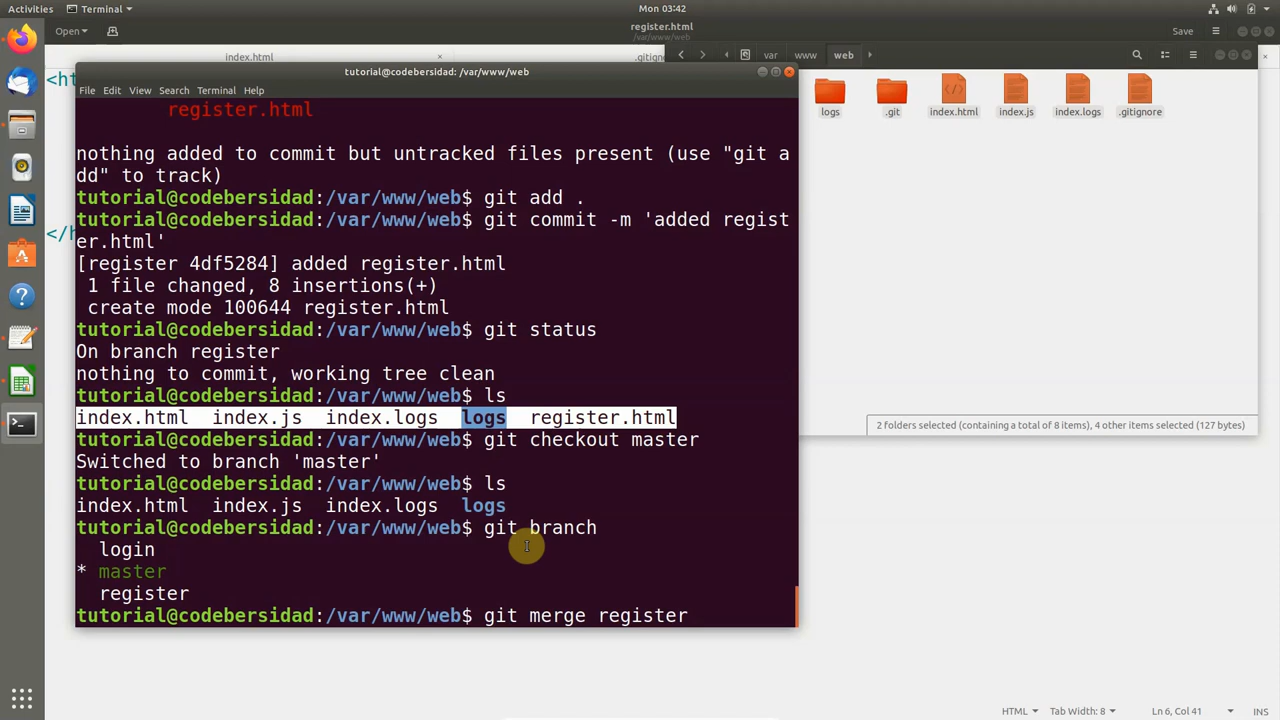 Activities
Terminal
Mon 03:42
Open
register.html
/var/www/web
Save
index.html
×
.gitign
var
www
web
×
<ht
</h
tutorial@codebersidad: /var/www/web
File Edit View Search Terminal Help
register.html
nothing added to commit but untracked files present (use "git a
dd" to track)
tutorial@codebersidad:/var/www/web$ git add .
tutorial@codebersidad:/var/www/web$ git commit -m 'added regist
er.html'
[register 4df5284] added register.html
1 file changed, 8 insertions(+)
create mode 100644 register.html
tutorial@codebersidad:/var/www/web$ git status
On branch register
nothing to commit, working tree clean
tutorial@codebersidad:/var/www/web$ ls
index.html index.js index.logs logs register.html
tutorial@codebersidad:/var/www/web$ git checkout master
Switched to branch 'master'
tutorial@codebersidad:/var/www/web$ ls
index.html index.js index.logs logs
tutorial@codebersidad:/var/www/web$ git branch
login
* master
register
tutorial@codebersidad:/var/www/web$ git merge register
logs
.git
index.html
index.js
index.logs
.gitignore
2 folders selected (containing a total of 8 items), 4 other items selected (127 bytes)
HTML
Tab Width: 8
Ln 6, Col 41
INS